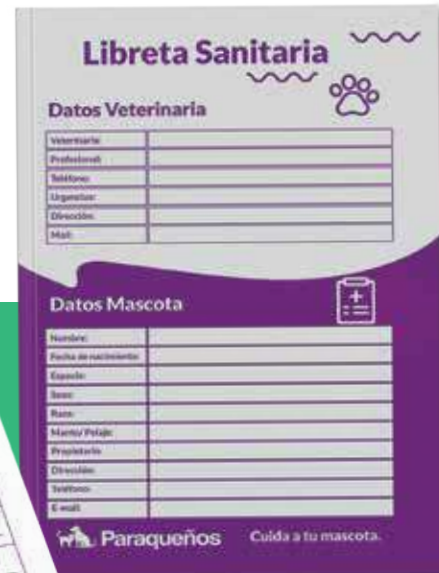 Libreta Sanitaria
Datos Veterinaria
Veterinaria:
Profesional:
Teléfono:
Urgencias:
Dirección:
Mail:
Datos Mascota
Nombre:
Fecha de nacimiento:
Especie:
Sexo:
Raza:
Manto/ Pelaje:
Propietario:
Dirección:
Teléfono:
E-mail:
Paraqueños Cuida a tu mascota.